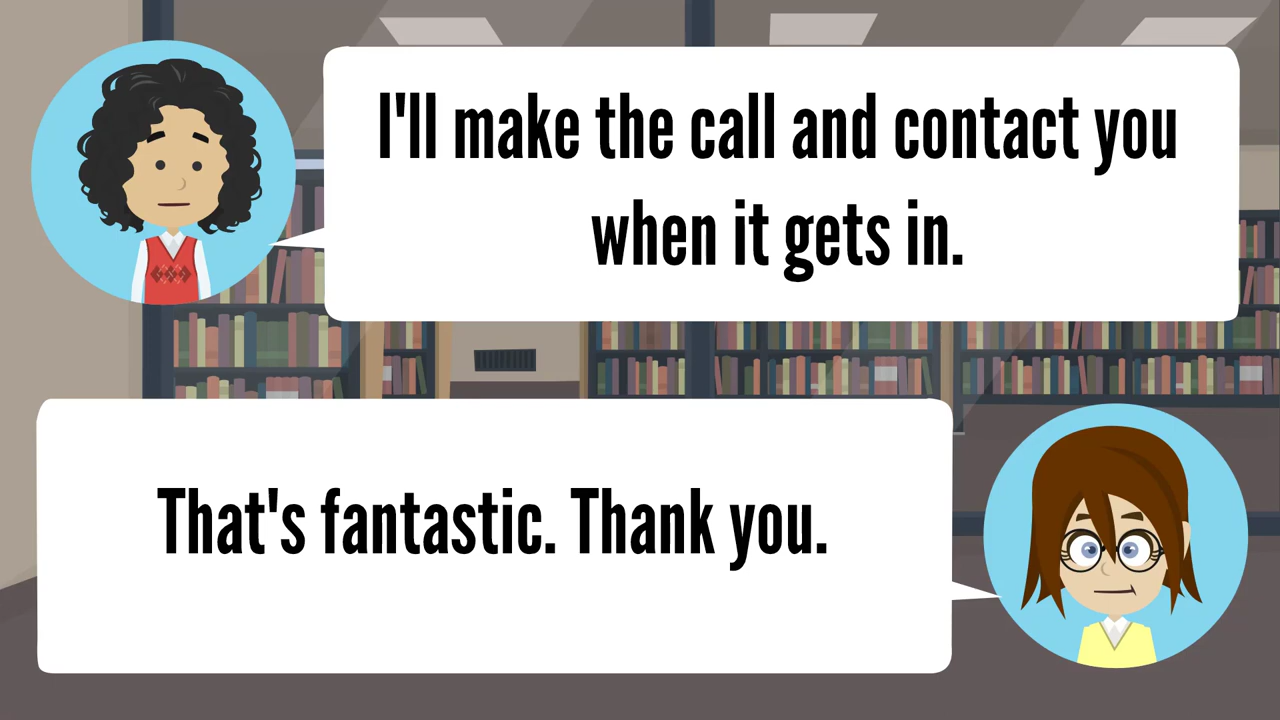 I'll make the call and contact you
when it gets in.
That's fantastic. Thank you.